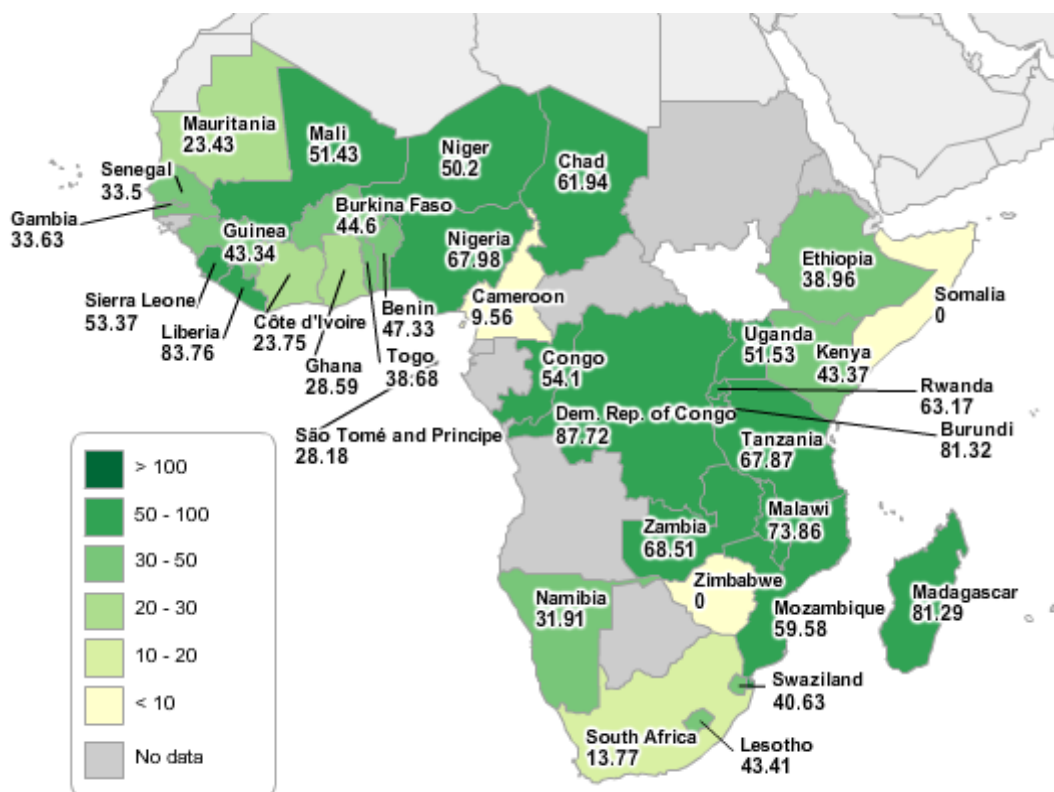 Mauritania
23.43
Mali
51.43
Niger
50.2
Chad
61.94
Senegal
33.5
Gambia
33.63
Guinea
43.34
Burkina Faso
44.6
Nigeria
67.98
Ethiopia
38.96
Sierra Leone
53.37
Liberia
83.76
Côte d'Ivoire
23.75
Ghana
28.59
Togo
38.68
Benin
47.33
Cameroon
9.56
Somalia
0
Uganda
51.53
Kenya
43.37
Congo
54.1
Rwanda
63.17
São Tomé and Principe
28.18
Dem. Rep. of Congo
87.72
Burundi
81.32
Tanzania
67.87
Malawi
73.86
Zambia
68.51
Zimbabwe
0
Namibia
31.91
Mozambique
59.58
Madagascar
81.29
Swaziland
40.63
South Africa
13.77
Lesotho
43.41
> 100
50 - 100
30 - 50
20 - 30
10 - 20
< 10
No data